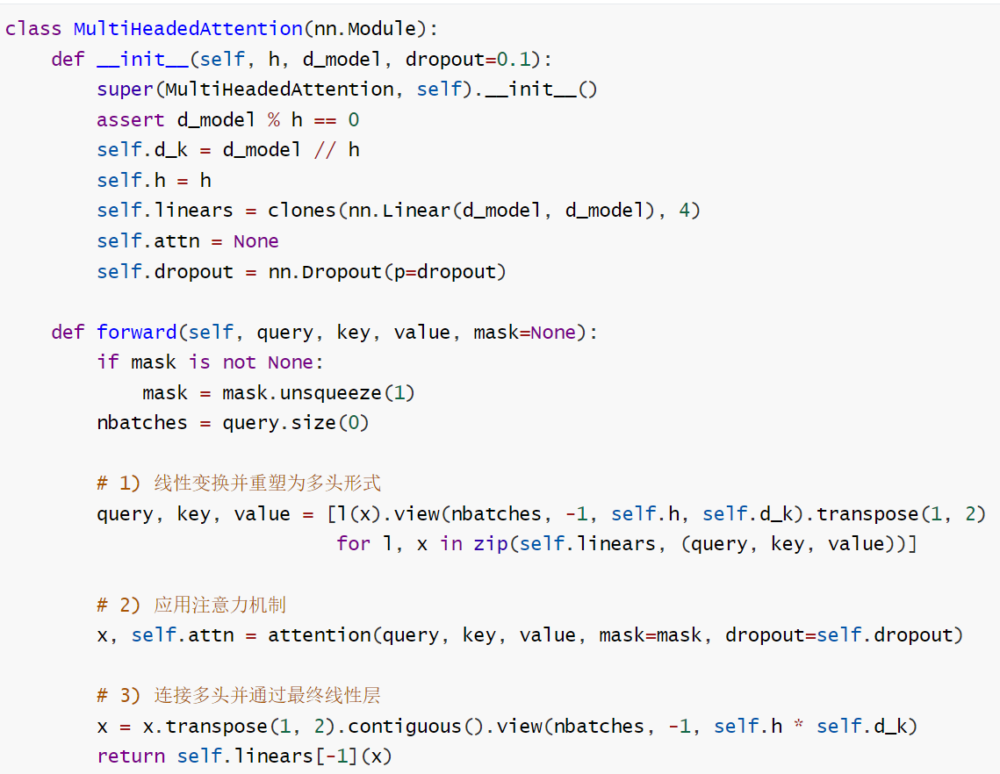 class MultiHeadedAttention(nn.Module):
    def __init__(self, h, d_model, dropout=0.1):
        super(MultiHeadedAttention, self).__init__()
        assert d_model % h == 0
        self.d_k = d_model // h
        self.h = h
        self.linears = clones(nn.Linear(d_model, d_model), 4)
        self.attn = None
        self.dropout = nn.Dropout(p=dropout)

    def forward(self, query, key, value, mask=None):
        if mask is not None:
            mask = mask.unsqueeze(1)
        nbatches = query.size(0)

        # 1) 线性变换并重塑为多头形式
        query, key, value = [l(x).view(nbatches, -1, self.h, self.d_k).transpose(1, 2)
                             for l, x in zip(self.linears, (query, key, value))]

        # 2) 应用注意力机制
        x, self.attn = attention(query, key, value, mask=mask, dropout=self.dropout)

        # 3) 连接多头并通过最终线性层
        x = x.transpose(1, 2).contiguous().view(nbatches, -1, self.h * self.d_k)
        return self.linears[-1](x)